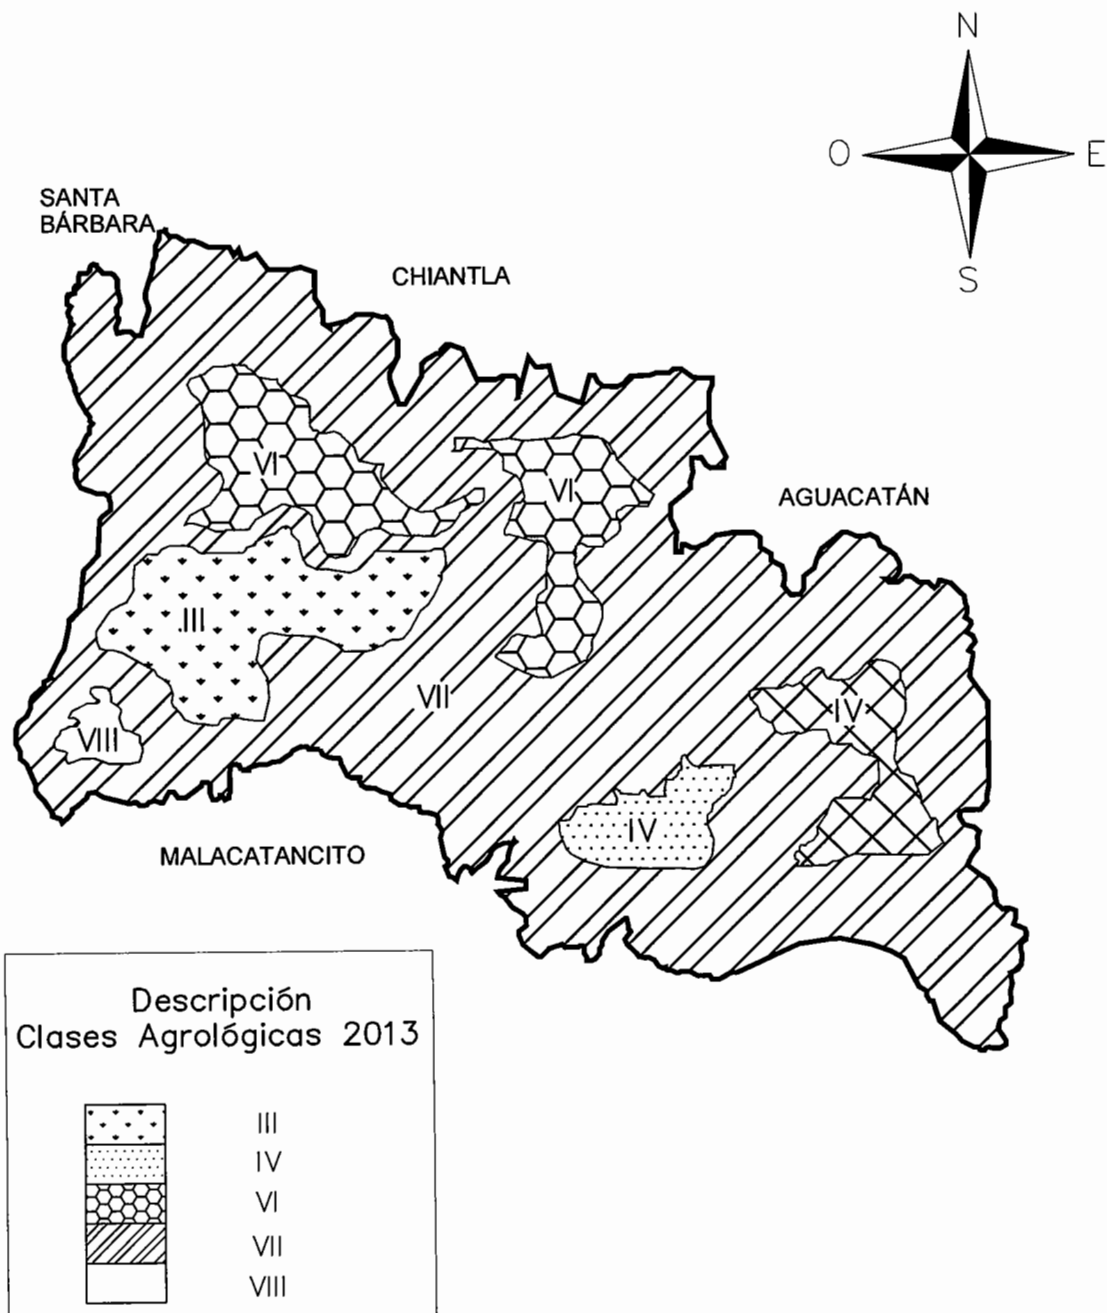 N
O
E
S
SANTA
BÁRBARA
CHIANTLA
AGUACATÁN
VI
VI
.III
VII
IV
VIII
IV
MALACATANCITO
Descripción
Clases Agrológicas 2013
III
IV
VI
VII
VIII